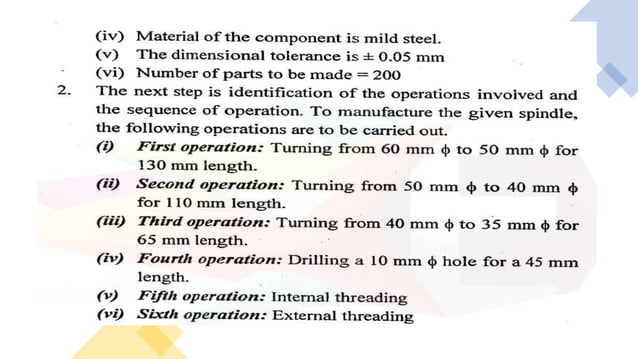 (iv) Material of the component is mild steel.
(v) The dimensional tolerance is ± 0.05 mm
(vi) Number of parts to be made = 200
2. The next step is identification of the operations involved and
the sequence of operation. To manufacture the given spindle,
the following operations are to be carried out.
(i) First operation: Turning from 60 mm ϕ to 50 mm ϕ for
130 mm length.
(ii) Second operation: Turning from 50 mm ϕ to 40 mm ϕ
for 110 mm length.
(iii) Third operation: Turning from 40 mm ϕ to 35 mm ϕ for
65 mm length.
(iv) Fourth operation: Drilling a 10 mm ϕ hole for a 45 mm
length.
(v) Fifth operation: Internal threading
(vi) Sixth operation: External threading